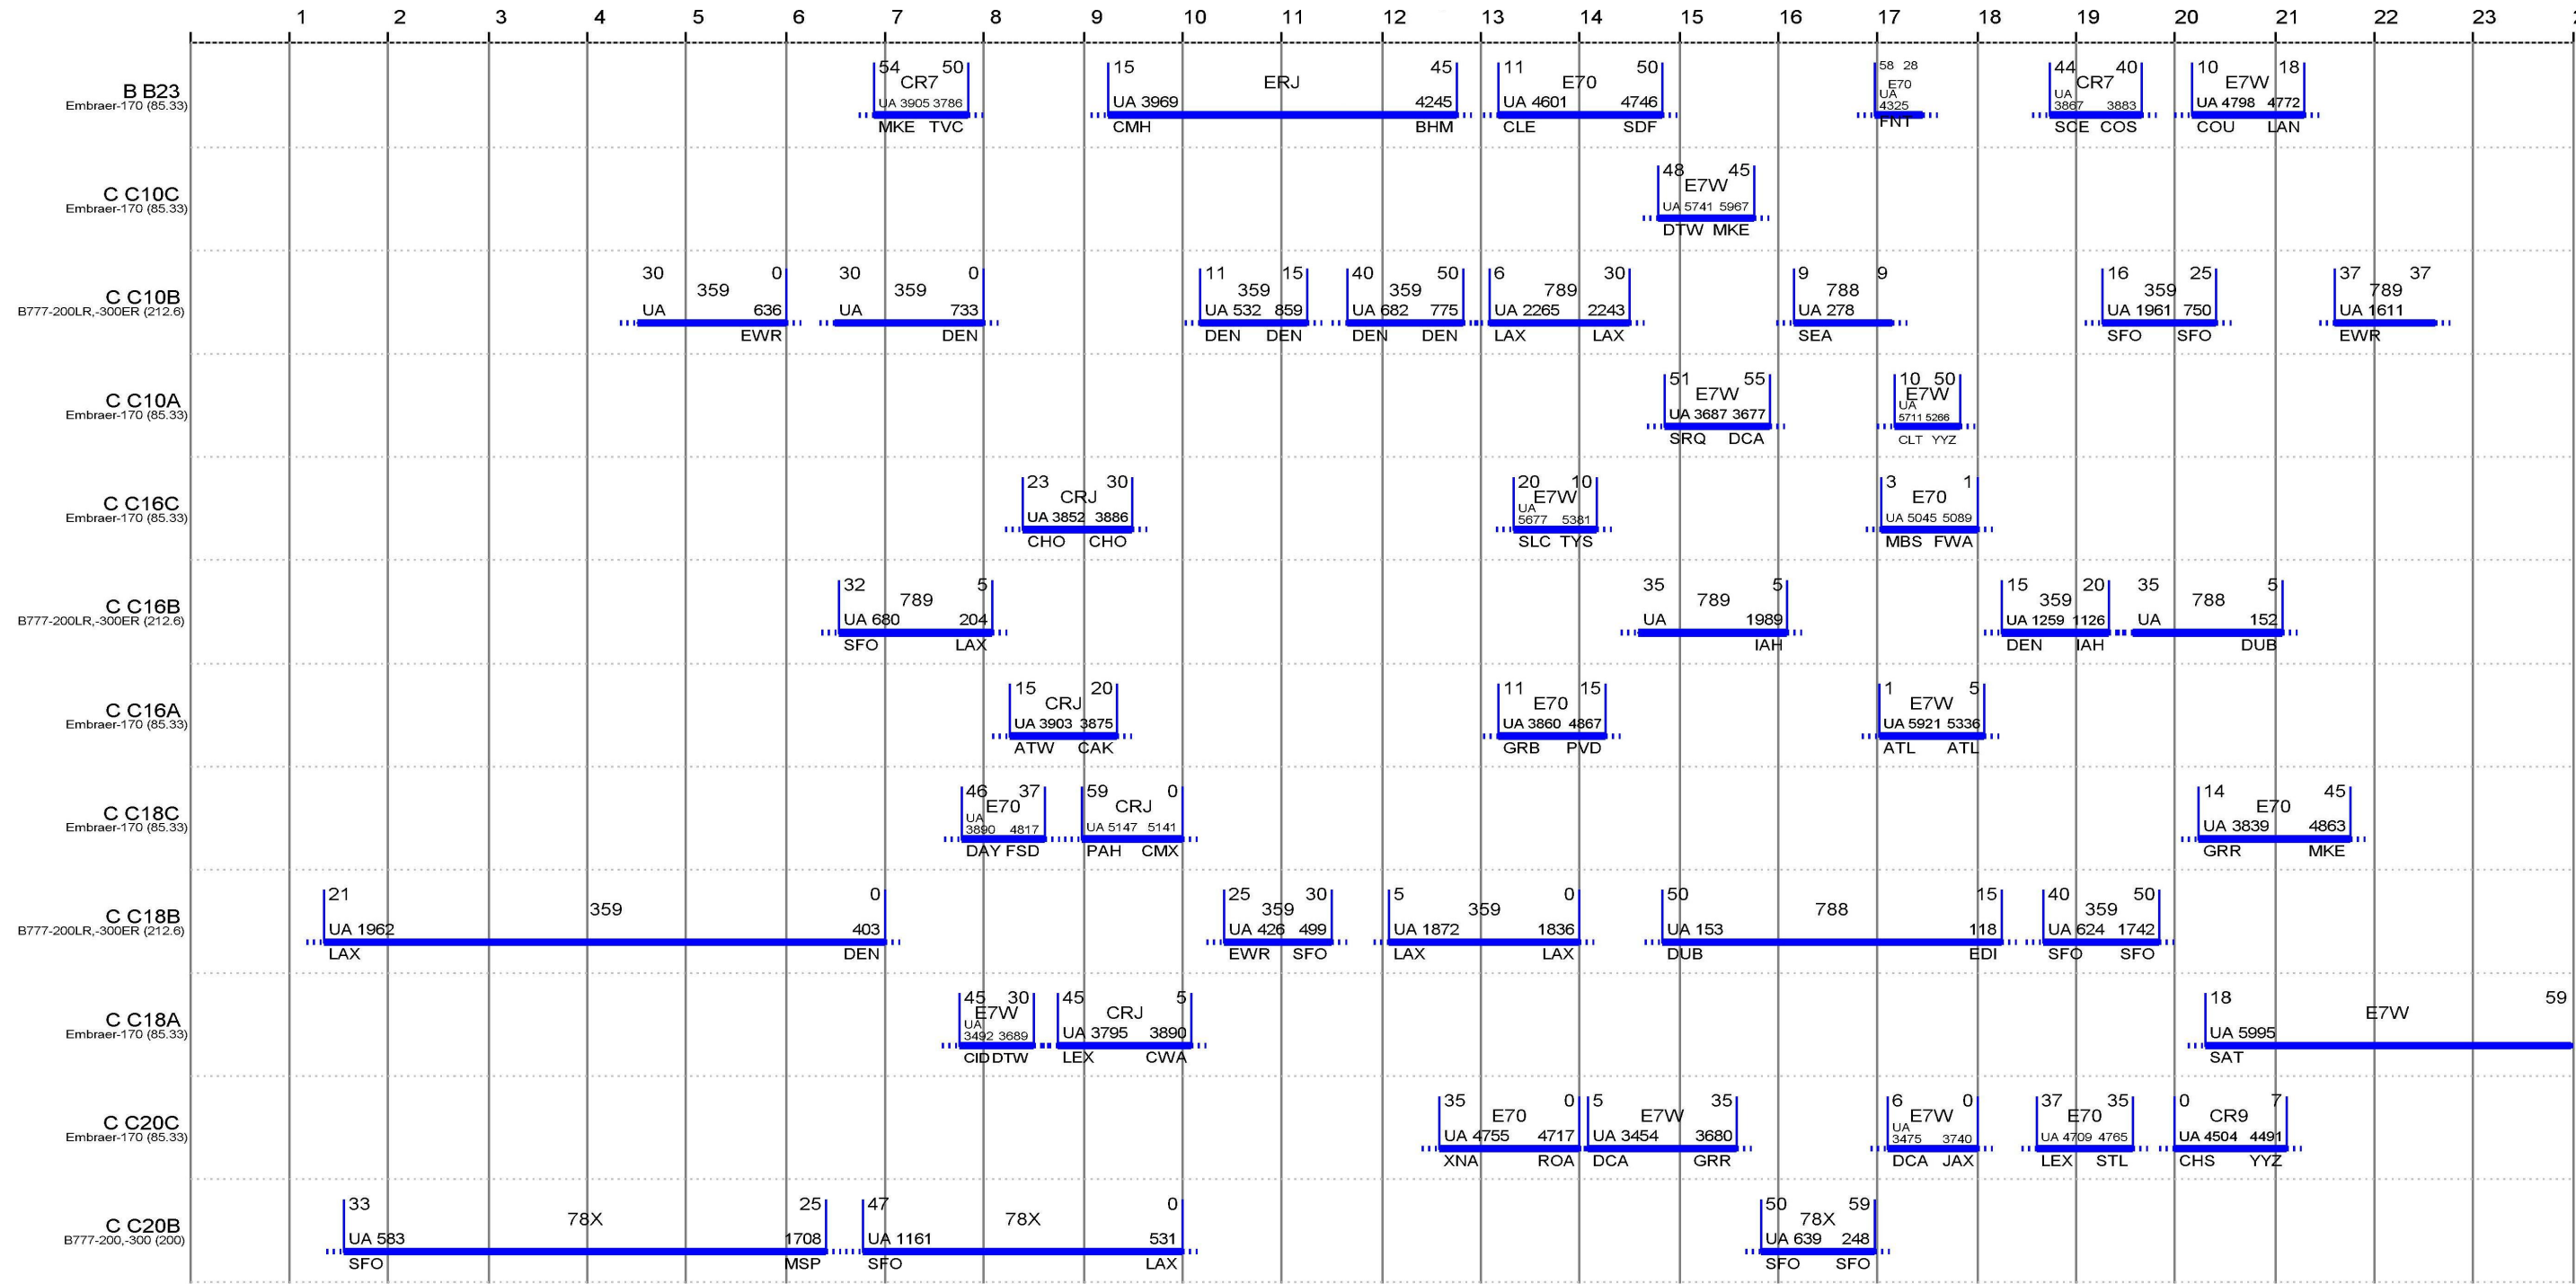 1 2 3 4 5 6 7 8 9 10 11 12 13 14 15 16 17 18 19 20 21 22 23
B B23
Embraer-170 (85.33)
54 50 15 45 11 50 58 28 44 40 10 18
CR7 ERJ E70 E70 CR7 E7W
UA 3905 3786 UA 3969 4245 UA 4601 4746 UA 4325 UA 3867 3883 UA 4798 4772
MKE TVC CMH BHM CLE SDF FNT SCE COS COU LAN
C C10C
Embraer-170 (85.33)
48 45
E7W
UA 5741 5967
DTW MKE
C C10B
B777-200LR,-300ER (212.6)
30 0 30 0 11 15 40 50 6 30 9 9 16 25 37 37
359 359 359 359 789 788 359 789
UA 636 UA 733 UA 532 859 UA 682 775 UA 2265 2243 UA 278 UA 1961 750 UA 1611
EWR DEN DEN DEN DEN DEN LAX LAX SEA SFO SFO EWR
C C10A
Embraer-170 (85.33)
51 55 10 50
E7W E7W
UA 3687 3677 UA 5711 5266
SRQ DCA CLT YYZ
C C16C
Embraer-170 (85.33)
23 30 20 10 3 1
CRJ E7W E70
UA 3852 3886 UA 5677 5381 UA 5045 5089
CHO CHO SLC TYS MBS FWA
C C16B
B777-200LR,-300ER (212.6)
32 5 35 5 15 20 35 5
789 789 359 788
UA 680 204 UA 1989 UA 1259 1126 UA 152
SFO LAX IAH DEN IAH DUB
C C16A
Embraer-170 (85.33)
15 20 11 15 1 5
CRJ E70 E7W
UA 3903 3875 UA 3860 4867 UA 5921 5336
ATW CAK GRB PVD ATL ATL
C C18C
Embraer-170 (85.33)
46 37 59 0 14 45
E70 CRJ E70
UA 3890 4817 UA 5147 5141 UA 3839 4863
DAY FSD PAH CMX GRR MKE
C C18B
B777-200LR,-300ER (212.6)
21 0 25 30 5 0 50 15 40 50
359 359 359 788 359
UA 1962 403 UA 426 499 UA 1872 1836 UA 153 118 UA 624 1742
LAX DEN EWR SFO LAX LAX DUB EDI SFO SFO
C C18A
Embraer-170 (85.33)
45 30 45 5 18 59
E7W CRJ E7W
UA 3492 3689 UA 3795 3890 UA 5995
CID DTW LEX CWA SAT
C C20C
Embraer-170 (85.33)
35 0 5 35 6 0 37 35 0 7
E70 E7W E7W E70 CR9
UA 4755 4717 UA 3454 3680 UA 3475 3740 UA 4709 4765 UA 4504 4491
XNA ROA DCA GRR DCA JAX LEX STL CHS YYZ
C C20B
B777-200,-300 (200)
33 25 47 0 50 59
78X 78X 78X
UA 583 1708 UA 1161 531 UA 639 248
SFO MSP SFO LAX SFO SFO